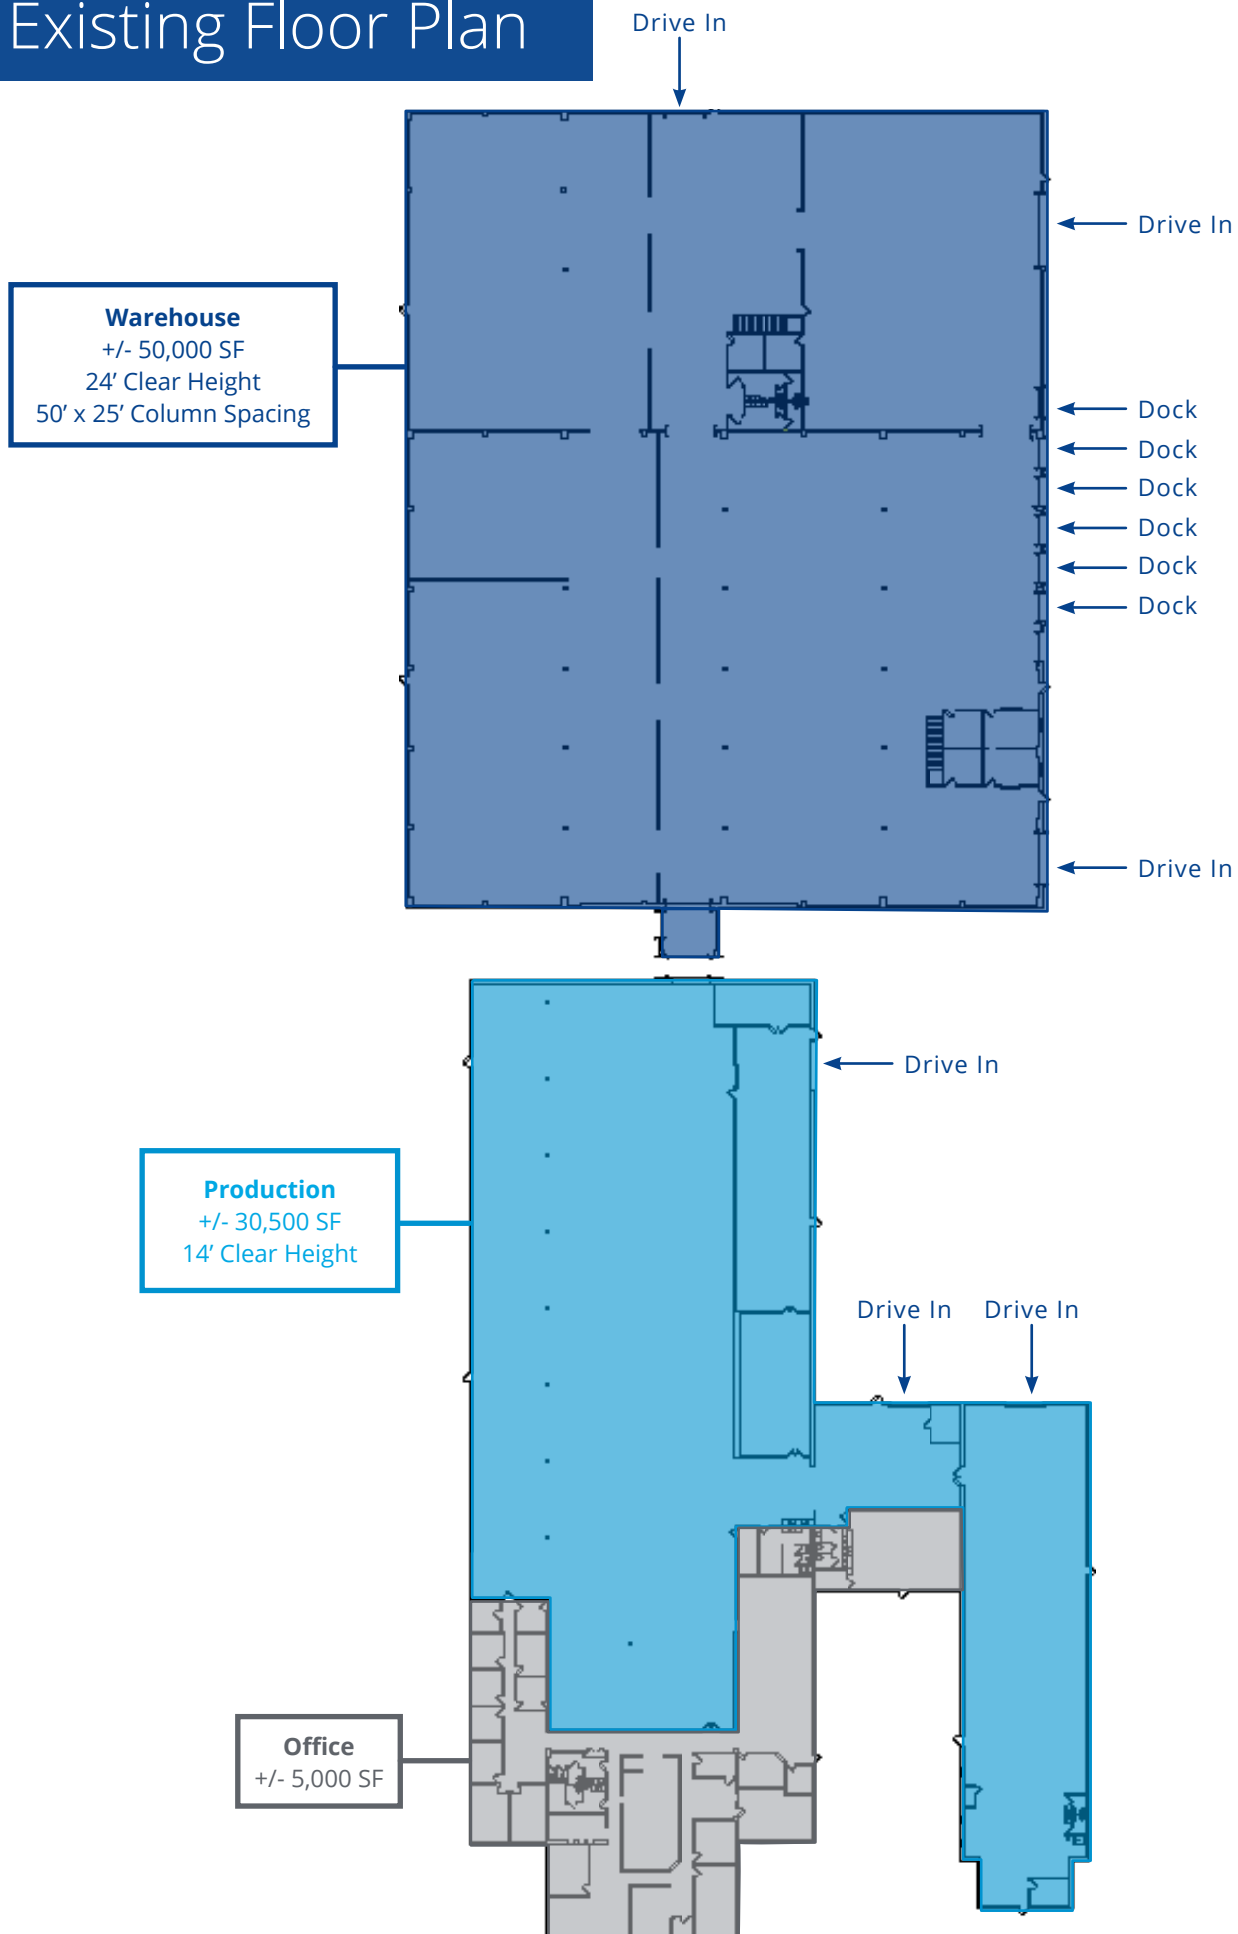 Existing Floor Plan
Drive In
Drive In
Warehouse
+/- 50,000 SF
24’ Clear Height
50’ x 25’ Column Spacing
Dock
Dock
Dock
Dock
Dock
Dock
Drive In
Drive In
Production
+/- 30,500 SF
14’ Clear Height
Drive In
Drive In
Office
+/- 5,000 SF